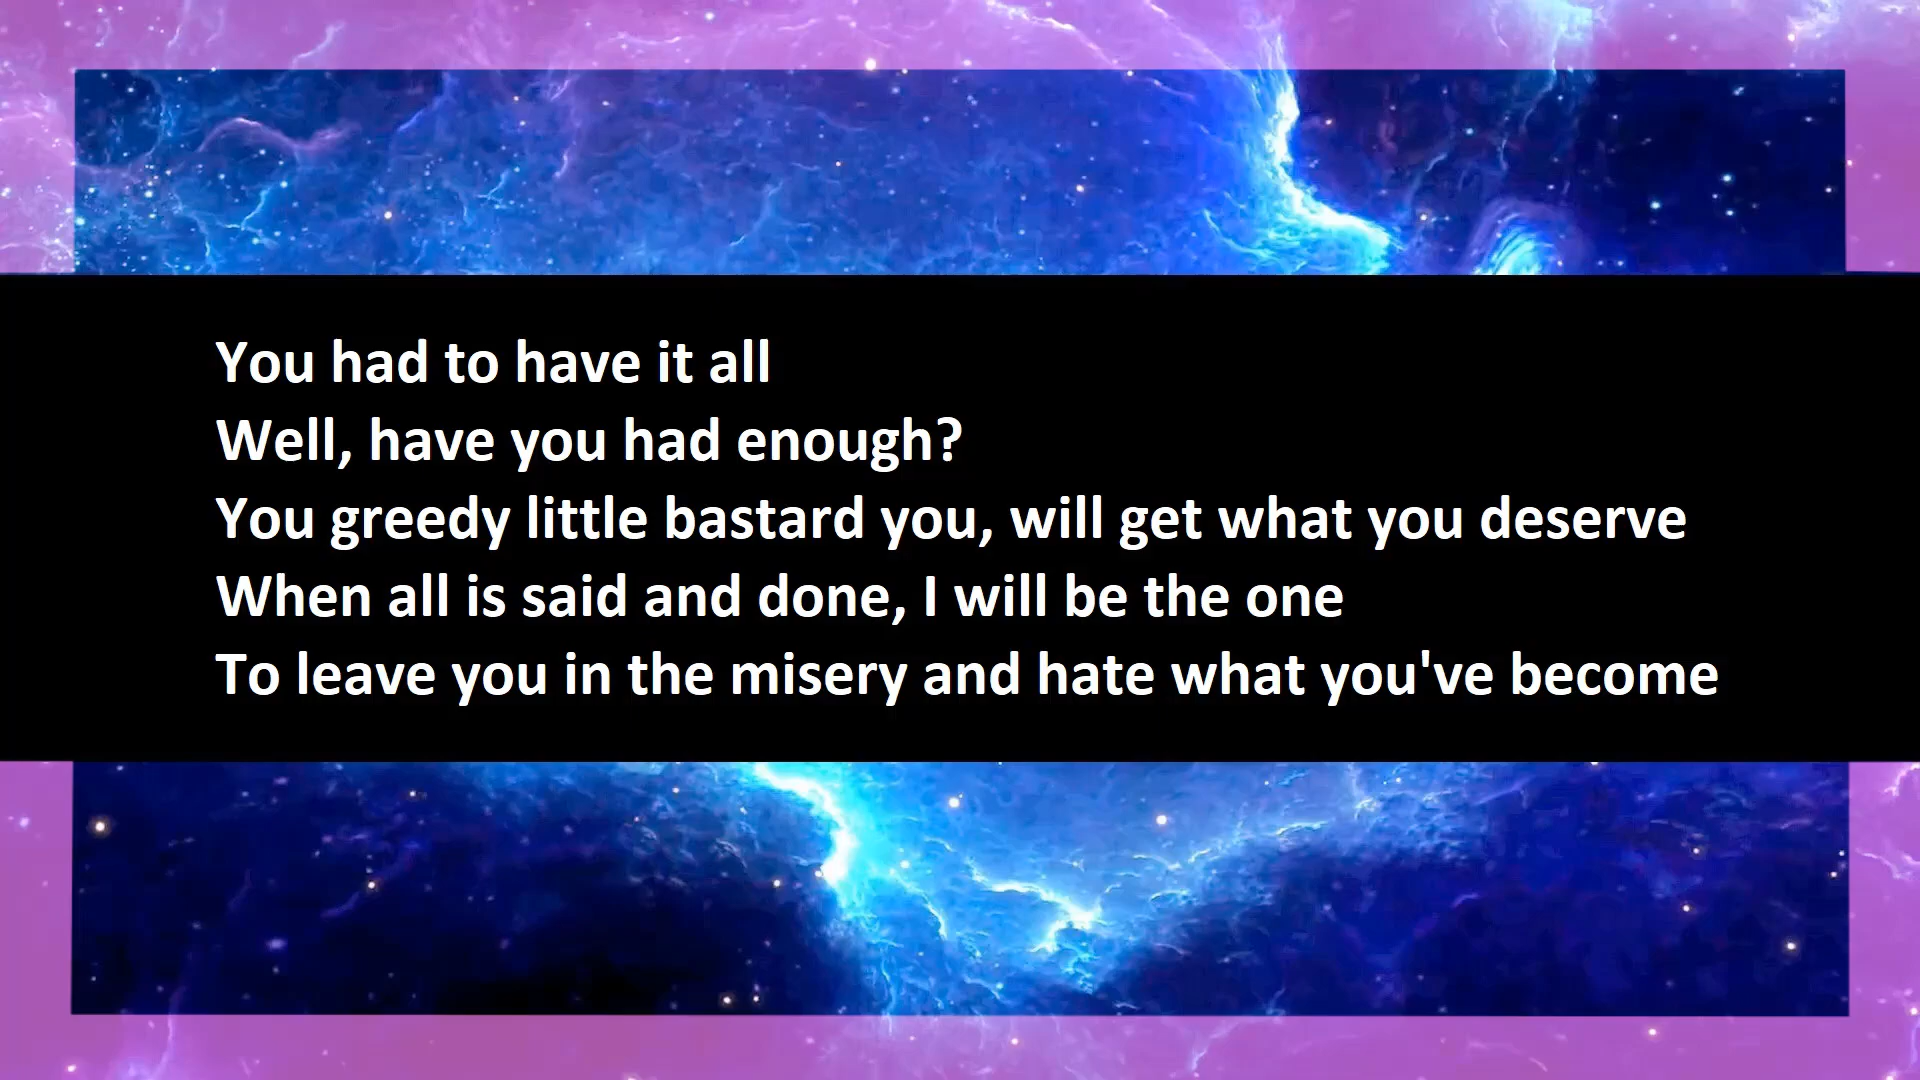 You had to have it all
Well, have you had enough?
You greedy little bastard you, will get what you deserve
When all is said and done, I will be the one
To leave you in the misery and hate what you've become